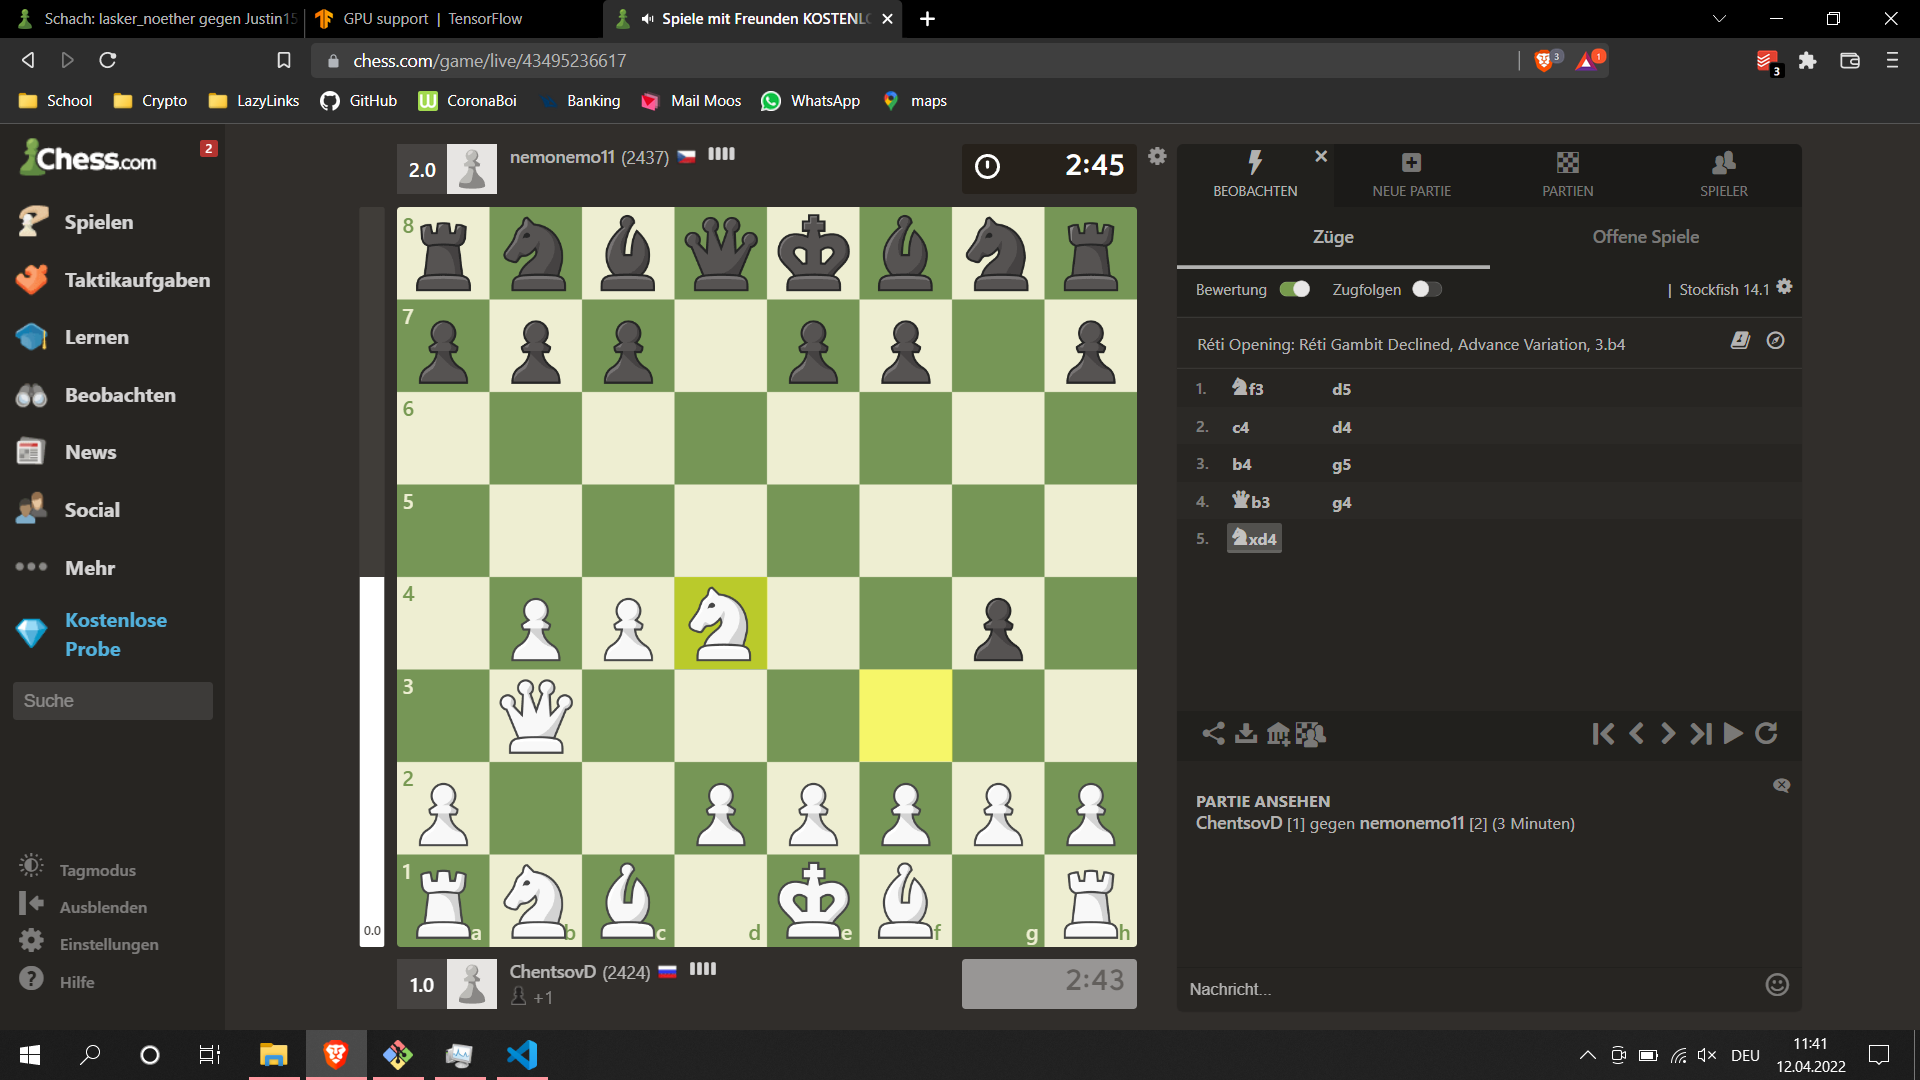 Schach: lasker_noether gegen Justin15
GPU support | TensorFlow
Spiele mit Freunden KOSTENLO
chess.com/game/live/43495236617
3
1
3
School
Crypto
LazyLinks
GitHub
CoronaBoi
Banking
Mail Moos
WhatsApp
maps
Chess.com
2
Spielen
Taktikaufgaben
Lernen
Beobachten
News
Social
Mehr
Kostenlose
Probe
Suche
Tagmodus
Ausblenden
Einstellungen
Hilfe
2.0
nemonemo11 (2437)
2:45
8
7
6
5
4
3
2
1
a b c d e f g h
0.0
1.0
ChentsovD (2424)
+1
2:43
BEOBACHTEN
NEUE PARTIE
PARTIEN
SPIELER
Züge
Offene Spiele
Bewertung
Zugfolgen
| Stockfish 14.1
Réti Opening: Réti Gambit Declined, Advance Variation, 3.b4
1. f3 d5
2. c4 d4
3. b4 g5
4. b3 g4
5. xd4
PARTIE ANSEHEN
ChentsovD [1] gegen nemonemo11 [2] (3 Minuten)
Nachricht...
DEU
11:41
12.04.2022